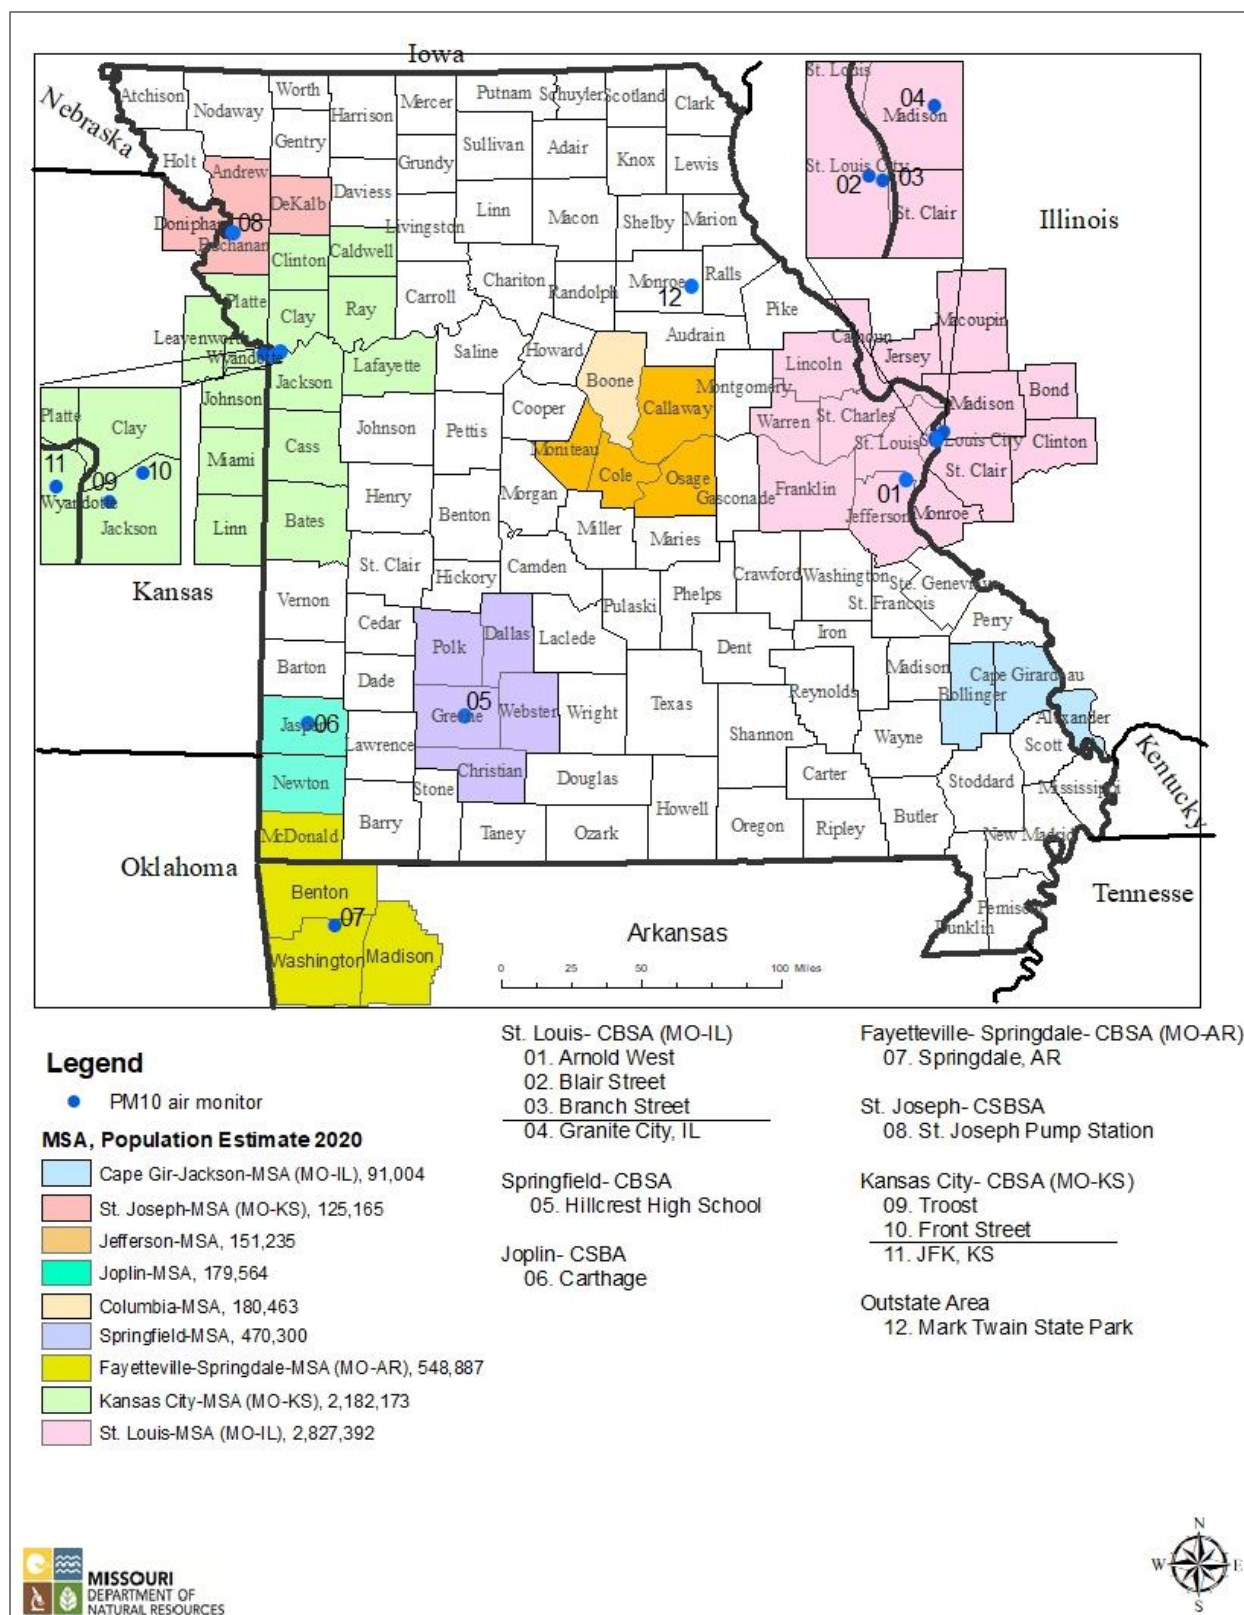 Iowa
Nebraska
Illinois
Kansas
Oklahoma
Arkansas
Kentucky
Tennesse
Atchison
Nodaway
Worth
Harrison
Mercer
Putnam
Schuyler
Scotland
Clark
Gentry
Holt
Andrew
DeKalb
Daviess
Grundy
Sullivan
Adair
Knox
Lewis
Doniphan
08
Buchanan
Clinton
Caldwell
Livingston
Linn
Macon
Shelby
Marion
Platte
Clay
Ray
Carroll
Chariton
Randolph
Monroe
12
Ralls
Pike
Audrain
Leavenworth
Wyandotte
Jackson
Lafayette
Saline
Howard
Boone
Callaway
Montgomery
Lincoln
Calhoun
Jersey
Macoupin
Johnson
Cass
Johnson
Pettis
Cooper
Moniteau
Cole
Osage
Gasconade
Warren
St. Charles
St. Louis
St. Louis City
Madison
Bond
Clinton
St. Clair
Miami
Linn
Bates
Henry
Benton
Morgan
Miller
Maries
Franklin
01
Jefferson
Monroe
Vernon
St. Clair
Hickory
Camden
Pulaski
Phelps
Crawford
Washington
Ste. Genevieve
St. Francois
Perry
Barton
Cedar
Polk
Dallas
Laclede
Dent
Iron
Madison
Bollinger
Cape Girardeau
Alexander
Dade
Jasper
06
Greene
05
Webster
Wright
Texas
Reynolds
Shannon
Wayne
Scott
Lawrence
Newton
Christian
Stone
Douglas
Carter
Stoddard
Mississippi
McDonald
Barry
Taney
Ozark
Howell
Oregon
Ripley
Butler
New Madrid
Pemiscot
Dunklin
Benton
07
Washington
Madison
St. Louis
04
Madison
St. Louis City
02
03
St. Clair
Platte
Clay
11
09
10
Wyandotte
Jackson
0 25 50 100 Miles
Legend
PM10 air monitor
MSA, Population Estimate 2020
Cape Gir-Jackson-MSA (MO-IL), 91,004
St. Joseph-MSA (MO-KS), 125,165
Jefferson-MSA, 151,235
Joplin-MSA, 179,564
Columbia-MSA, 180,463
Springfield-MSA, 470,300
Fayetteville-Springdale-MSA (MO-AR), 548,887
Kansas City-MSA (MO-KS), 2,182,173
St. Louis-MSA (MO-IL), 2,827,392
St. Louis- CBSA (MO-IL)
01. Arnold West
02. Blair Street
03. Branch Street
04. Granite City, IL
Springfield- CBSA
05. Hillcrest High School
Joplin- CSBA
06. Carthage
Fayetteville- Springdale- CBSA (MO-AR)
07. Springdale, AR
St. Joseph- CSBSA
08. St. Joseph Pump Station
Kansas City- CBSA (MO-KS)
09. Troost
10. Front Street
11. JFK, KS
Outstate Area
12. Mark Twain State Park
MISSOURI
DEPARTMENT OF
NATURAL RESOURCES
N
W E
S